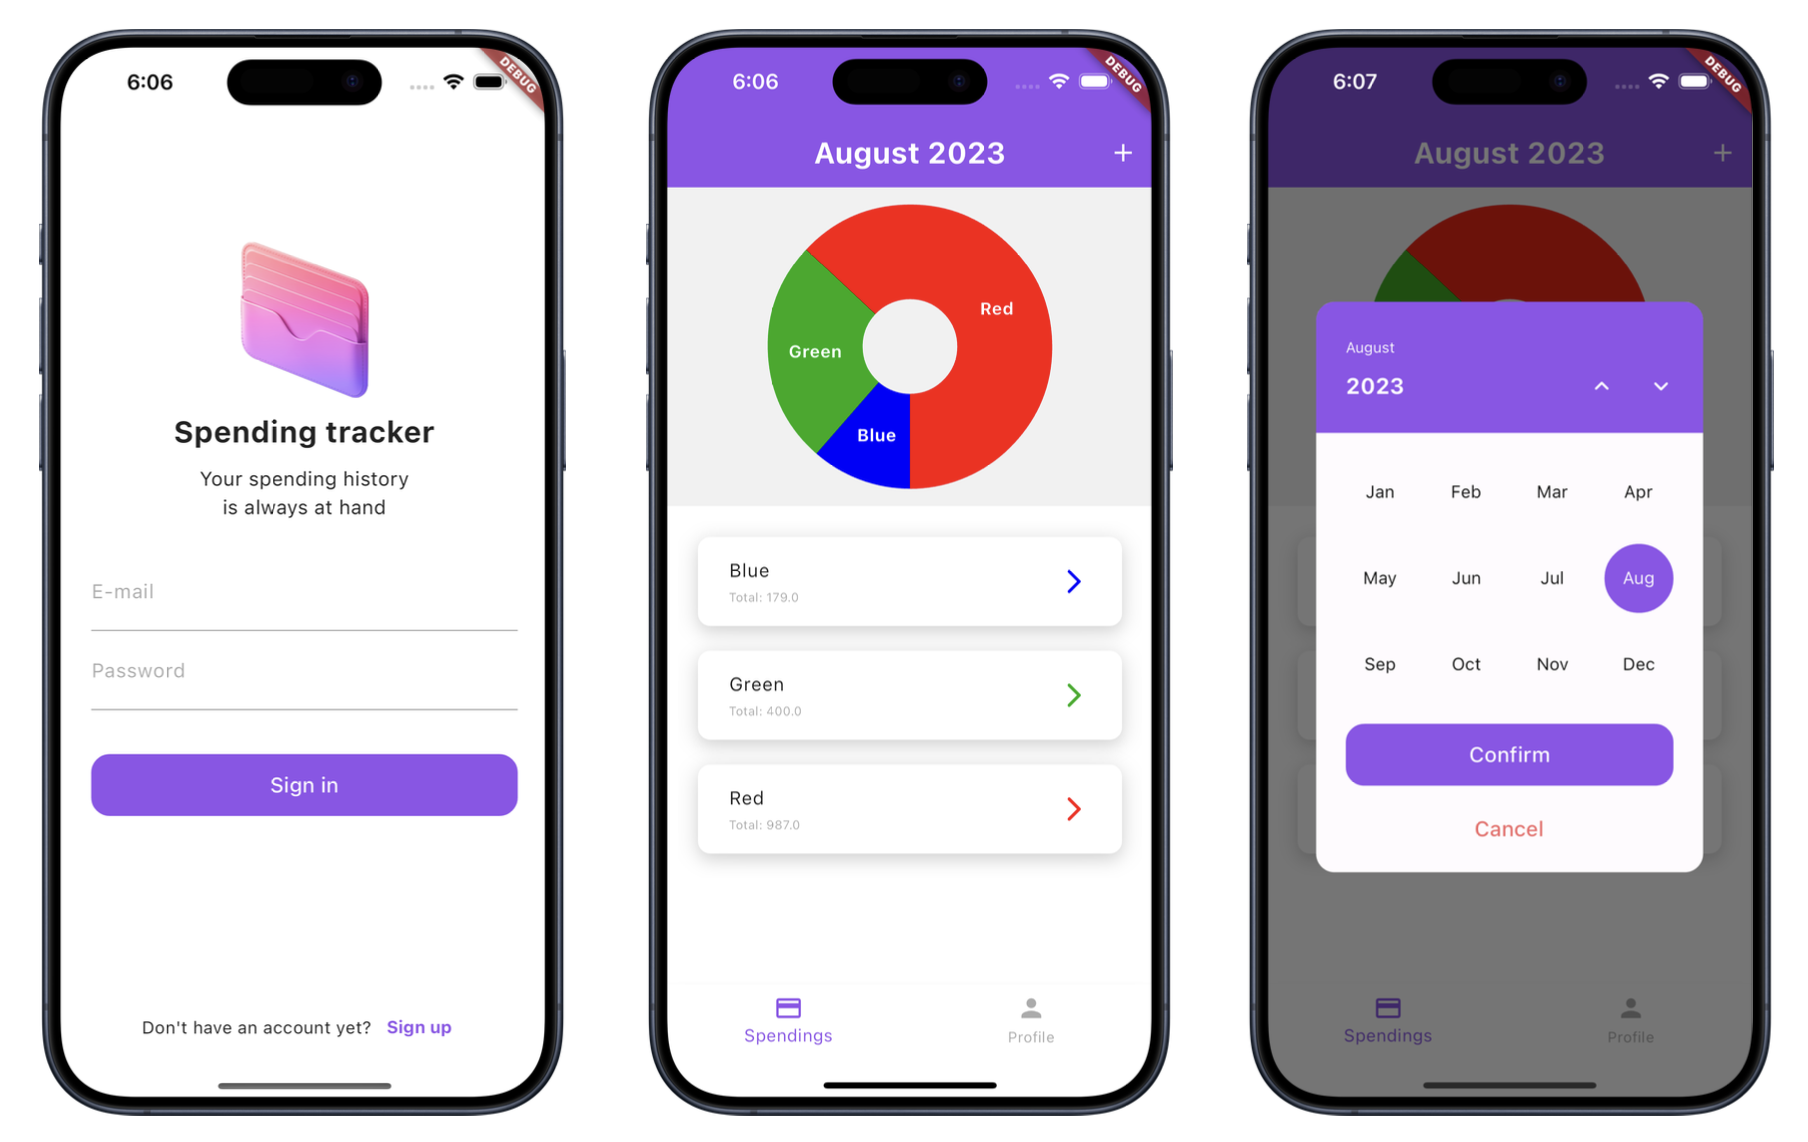 6:06
DEBUG
Spending tracker
Your spending history
is always at hand
E-mail
Password
Sign in
Don't have an account yet? Sign up
6:06
DEBUG
August 2023
+
Red
Green
Blue
Blue
Total: 179.0
Green
Total: 400.0
Red
Total: 987.0
Spendings
Profile
6:07
DEBUG
August 2023
+
August
2023
Jan Feb Mar Apr
May Jun Jul Aug
Sep Oct Nov Dec
Confirm
Cancel
Spendings
Profile